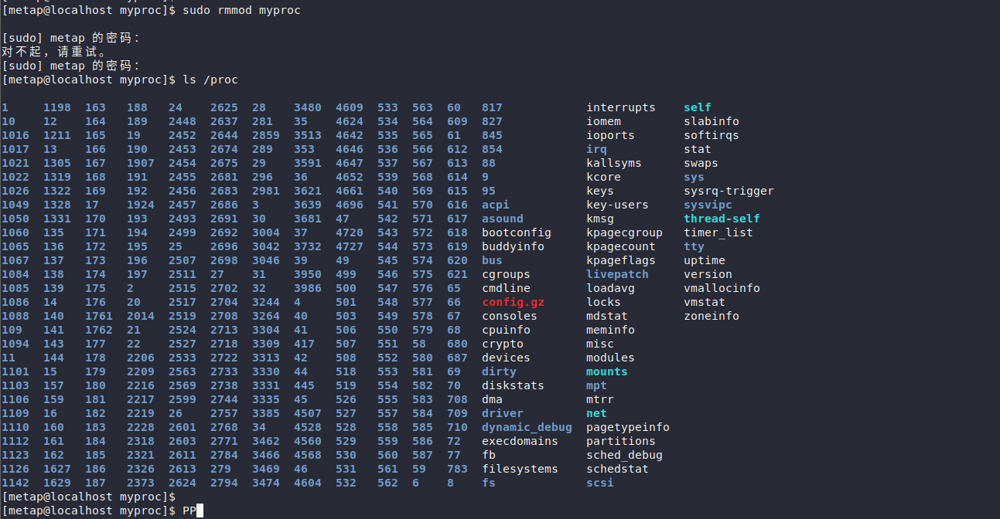 [metap@localhost myproc]$ sudo rmmod myproc
[sudo] metap 的密码：
对不起，请重试。
[sudo] metap 的密码：
[metap@localhost myproc]$ ls /proc
1 1198 163 188 24 2625 28 3480 4609 533 563 60 817 interrupts self
10 12 164 189 2448 2637 281 35 4624 534 564 609 827 iomem slabinfo
1016 1211 165 19 2452 2644 2859 3513 4642 535 565 61 845 ioports softirqs
1017 13 166 190 2453 2674 289 353 4646 536 566 612 854 irq stat
1021 1305 167 1907 2454 2675 29 3591 4647 537 567 613 88 kallsyms swaps
1022 1319 168 191 2455 2681 296 36 4652 539 568 614 9 kcore sys
1026 1322 169 192 2456 2683 2981 3621 4661 540 569 615 95 keys sysrq-trigger
1049 1328 17 1924 2457 2686 3 3639 4696 541 570 616 acpi key-users sysvipc
1050 1331 170 193 2493 2691 30 3681 47 542 571 617 asound kmsg thread-self
1060 135 171 194 2499 2692 3004 37 4720 543 572 618 bootconfig kpagecgroup timer_list
1065 136 172 195 25 2696 3042 3732 4727 544 573 619 buddyinfo kpagecount tty
1067 137 173 196 2507 2698 3046 39 49 545 574 620 bus kpageflags uptime
1084 138 174 197 2511 27 31 3950 499 546 575 621 cgroups livepatch version
1085 139 175 2 2515 2702 32 3986 500 547 576 65 cmdline loadavg vmallocinfo
1086 14 176 20 2517 2704 3244 4 501 548 577 66 config.gz locks vmstat
1088 140 1761 2014 2519 2708 3264 40 503 549 578 67 consoles mdstat zoneinfo
109 141 1762 21 2524 2713 3304 41 506 550 579 68 cpuinfo meminfo
1094 143 177 22 2527 2718 3309 417 507 551 58 680 crypto misc
11 144 178 2206 2533 2722 3313 42 508 552 580 687 devices modules
1101 15 179 2209 2563 2733 3330 44 518 553 581 69 dirty mounts
1103 157 180 2216 2569 2738 3331 445 519 554 582 70 diskstats mpt
1106 159 181 2217 2599 2744 3335 45 526 555 583 708 dma mtrr
1109 16 182 2219 26 2757 3385 4507 527 557 584 709 driver net
1110 160 183 2228 2601 2768 34 4528 528 558 585 710 dynamic_debug pagetypeinfo
1112 161 184 2318 2603 2771 3462 4560 529 559 586 72 execdomains partitions
1123 162 185 2321 2611 2784 3466 4568 530 560 587 77 fb sched_debug
1126 1627 186 2326 2613 279 3469 46 531 561 59 783 filesystems schedstat
1142 1629 187 2373 2624 2794 3474 4604 532 562 6 8 fs scsi
[metap@localhost myproc]$
[metap@localhost myproc]$ PP